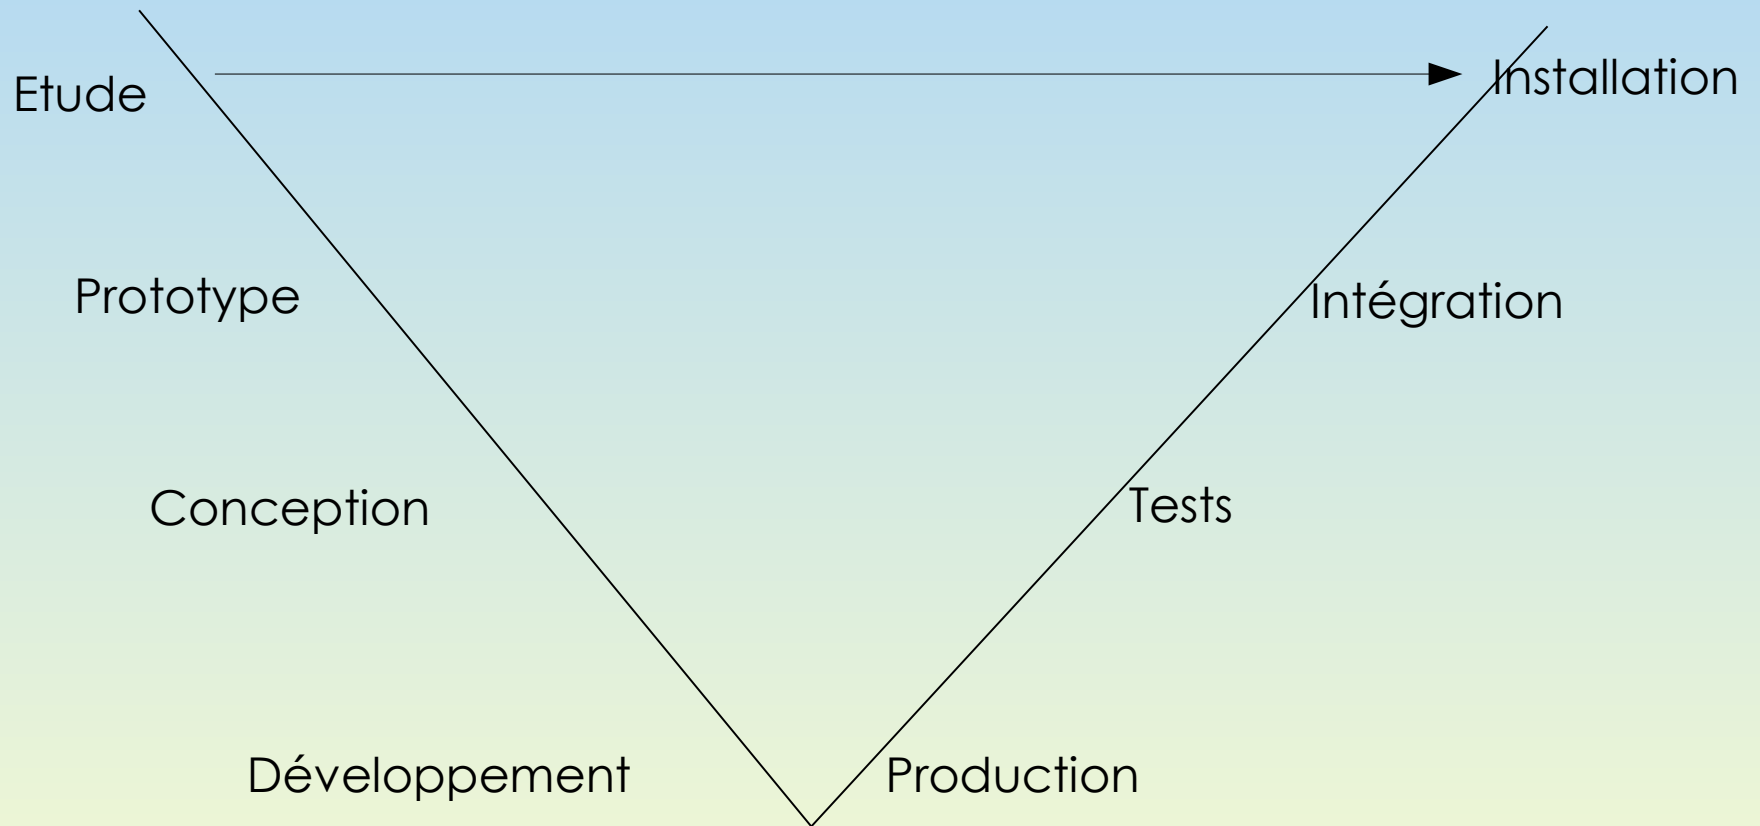 Etude
Installation
Prototype
Intégration
Conception
Tests
Développement
Production